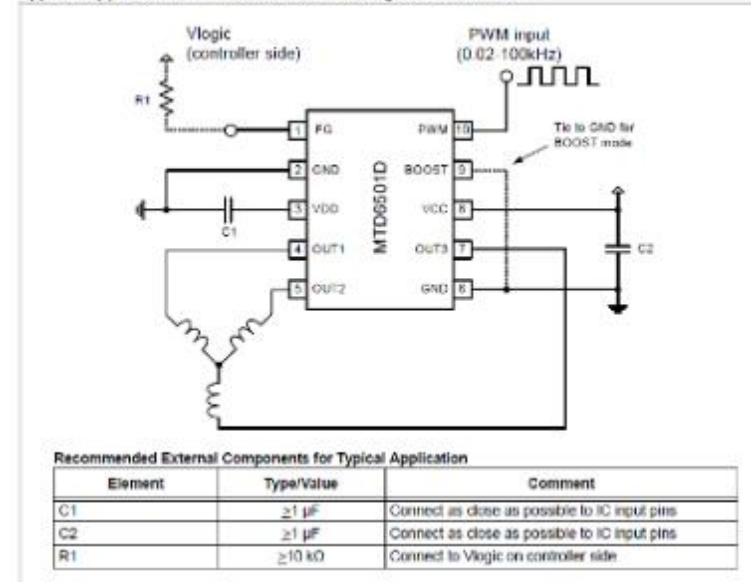 Vlogic
(controller side)
PWM input
(0.02-100kHz)
R1
1 FG
PWM 10
Tie to GND for
BOOST mode
2 GND
BOOST 9
3 VDD
VCC 8
C1
MTD6501D
C2
4 OUT1
OUT3 7
5 OUT2
GND 6
Recommended External Components for Typical Application
Element Type/Value Comment
C1 ≥1 µF Connect as close as possible to IC input pins
C2 ≥1 µF Connect as close as possible to IC input pins
R1 ≥10 kΩ Connect to Vlogic on controller side